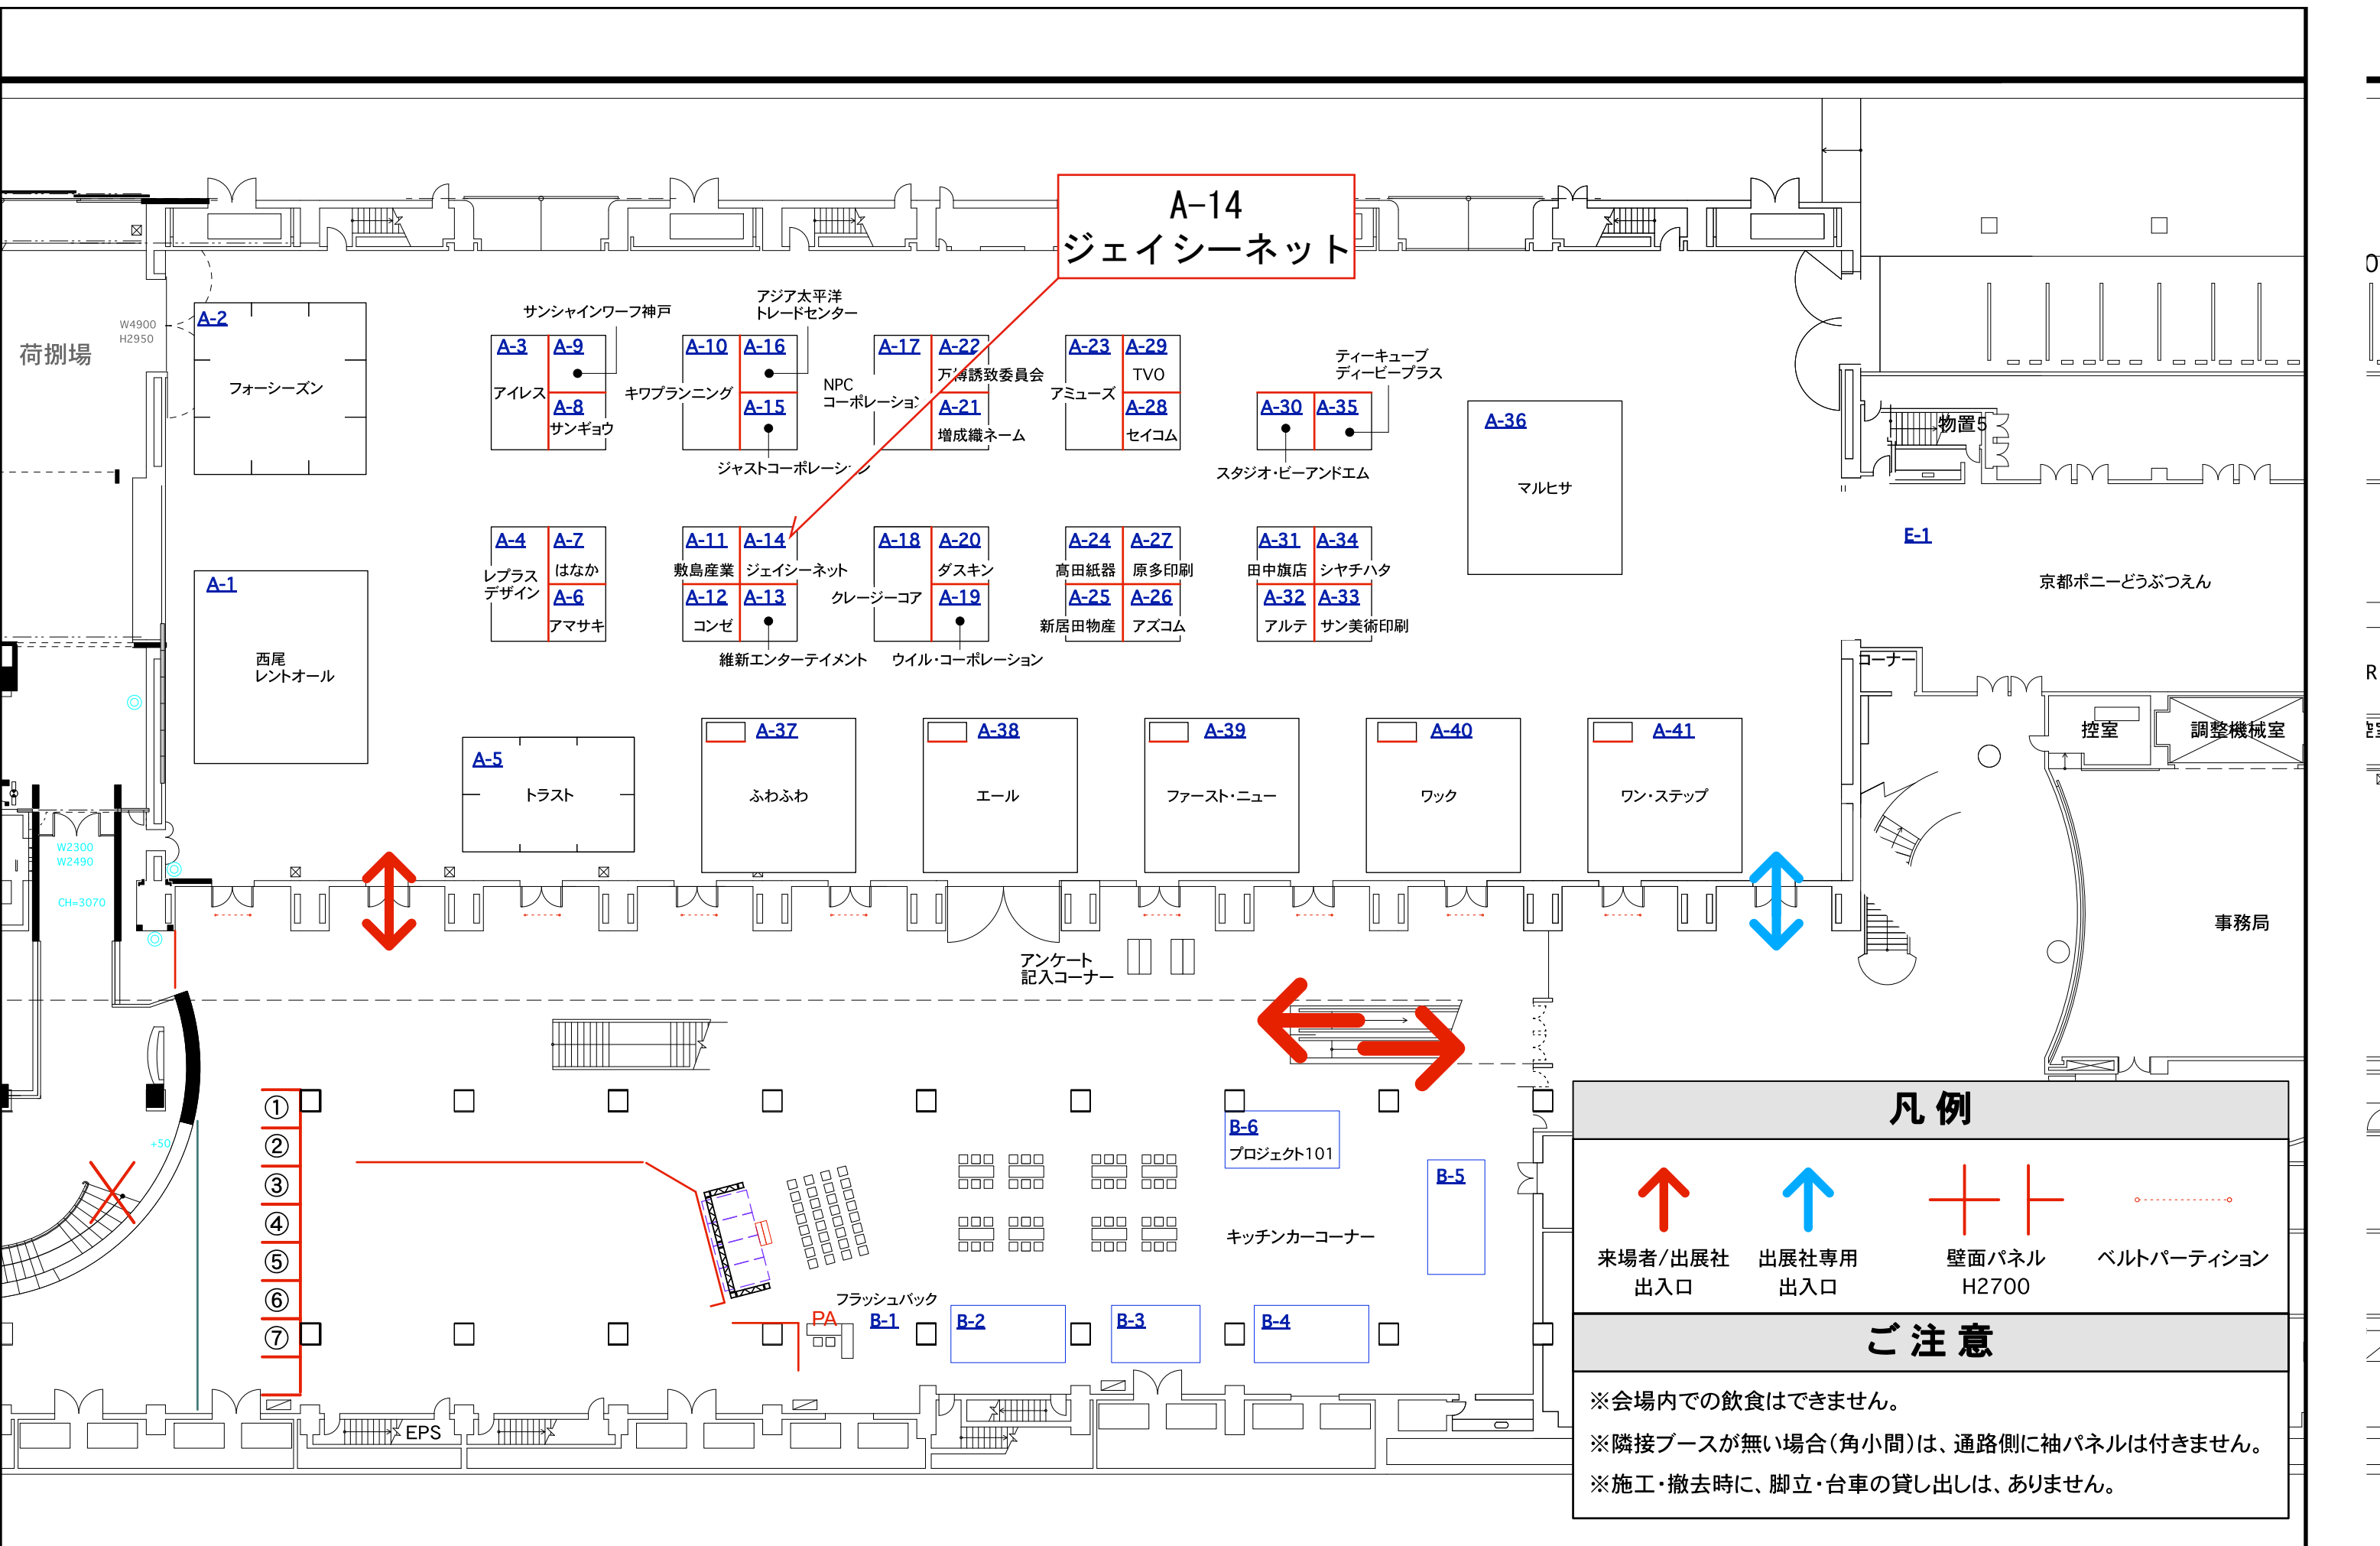 A-14
ジェイシーネット
W4900
H2950
荷捌場
A-2
フォーシーズン
サンシャインワーフ神戸
アジア太平洋
トレードセンター
A-3
アイレス
A-9
A-8
サンギョウ
A-10
キワプランニング
A-16
A-15
ジャストコーポレーション
A-17
NPC
コーポレーション
A-22
万博誘致委員会
A-21
増成織ネーム
A-23
アミューズ
A-29
TVO
A-28
セイコム
ティーキューブ
ディービープラス
A-30
A-35
スタジオ・ビーアンドエム
A-36
マルヒサ
物置5
E-1
京都ポニーどうぶつえん
A-1
西尾
レントオール
A-4
レプラス
デザイン
A-7
はなか
A-6
アマサキ
A-11
敷島産業
A-14
ジェイシーネット
A-12
コンゼ
A-13
維新エンターテイメント
A-18
クレージーコア
A-20
ダスキン
A-19
ウイル・コーポレーション
A-24
髙田紙器
A-27
原多印刷
A-25
新居田物産
A-26
アズコム
A-31
田中旗店
A-34
シヤチハタ
A-32
アルテ
A-33
サン美術印刷
コーナー
控室
調整機械室
A-5
トラスト
A-37
ふわふわ
A-38
エール
A-39
ファースト・ニュー
A-40
ワック
A-41
ワン・ステップ
W2300
W2490
CH=3070
事務局
アンケート
記入コーナー
+50
①
②
③
④
⑤
⑥
⑦
B-6
プロジェクト101
B-5
キッチンカーコーナー
フラッシュバック
PA
B-1
B-2
B-3
B-4
EPS
凡例
来場者/出展社
出入口
出展社専用
出入口
壁面パネル
H2700
ベルトパーティション
ご注意
※会場内での飲食はできません。
※隣接ブースが無い場合（角小間）は、通路側に袖パネルは付きません。
※施工・撤去時に、脚立・台車の貸し出しは、ありません。